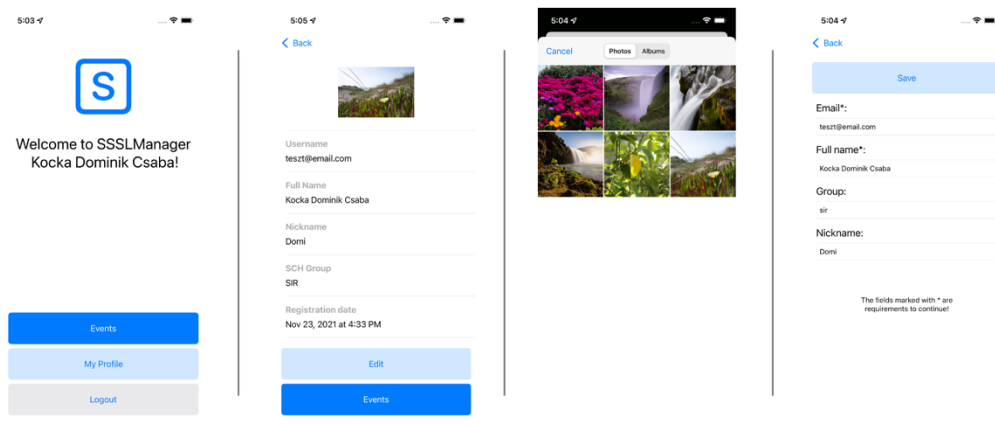 5:03
S
Welcome to SSSLManager
Kocka Dominik Csaba!
Events
My Profile
Logout
5:05
Back
Username
teszt@email.com
Full Name
Kocka Dominik Csaba
Nickname
Domi
SCH Group
SIR
Registration date
Nov 23, 2021 at 4:33 PM
Edit
Events
5:04
Cancel
Photos
Albums
5:04
Back
Save
Email*:
teszt@email.com
Full name*:
Kocka Dominik Csaba
Group:
sir
Nickname:
Domi
The fields marked with * are
requirements to continue!